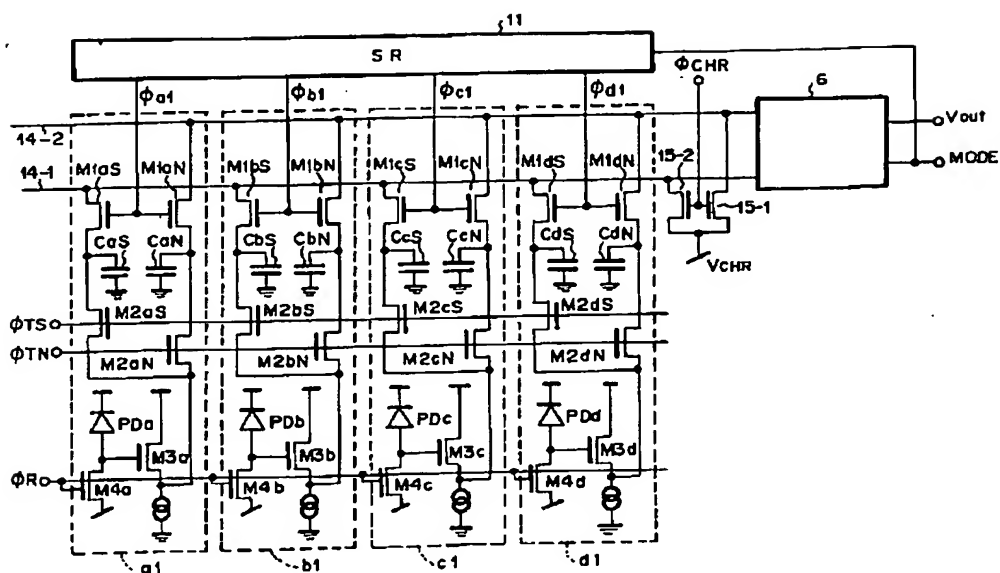 11
SR
ΦCHR
Φa1 Φb1 Φc1 Φd1
6
14-2
Vout
MODE
14-1
M1aS M1aN M1bS M1bN M1cS M1cN M1dS M1dN
15-2
15-1
CaS CaN CbS CbN CcS CcN CdS CdN
VCHR
M2aS M2bS M2cS M2dS
ΦTS
ΦTN
M2aN M2bN M2cN M2dN
PDa PDb PDc PDd
M3a M3b M3c M3d
ΦR
M4a M4b M4c M4d
a1 b1 c1 d1